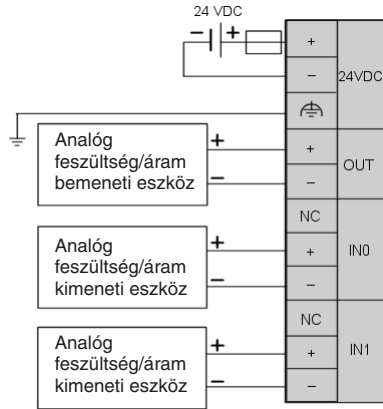 24 VDC
− +
+
−
24VDC
Analóg
feszültség/áram
bemeneti eszköz
+
−
+
−
OUT
NC
Analóg
feszültség/áram
kimeneti eszköz
+
−
+
−
IN0
NC
Analóg
feszültség/áram
kimeneti eszköz
+
−
+
−
IN1